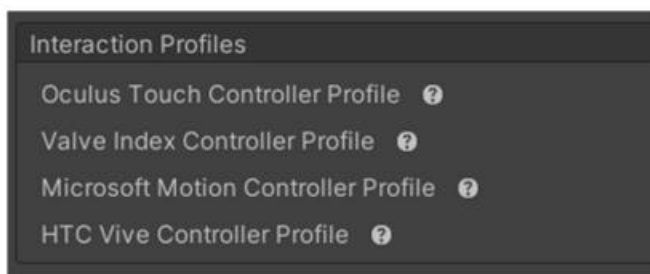 Interaction Profiles
Oculus Touch Controller Profile ?
Valve Index Controller Profile ?
Microsoft Motion Controller Profile ?
HTC Vive Controller Profile ?